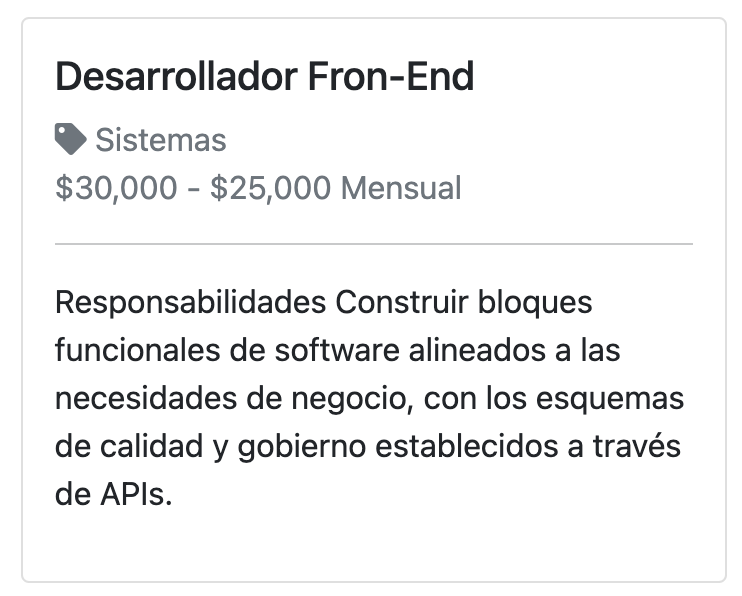 Desarrollador Fron-End
Sistemas
$30,000 - $25,000 Mensual
Responsabilidades Construir bloques
funcionales de software alineados a las
necesidades de negocio, con los esquemas
de calidad y gobierno establecidos a través
de APIs.